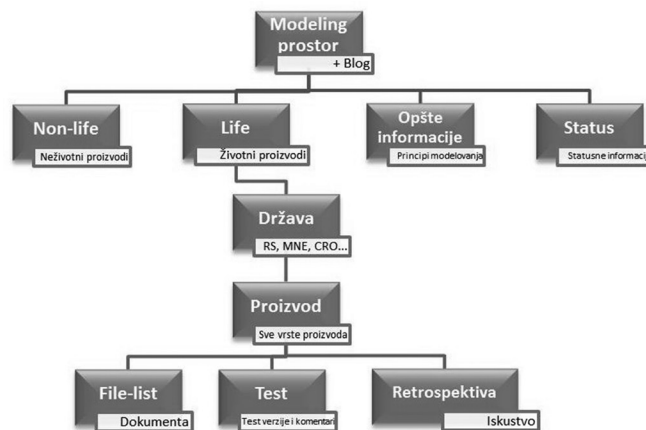 Modeling
prostor
+ Blog
Non-life
Neživotni proizvodi
Life
Životni proizvodi
Opšte
informacije
Principi modelovanja
Status
Statusne informacij
Država
RS, MNE, CRO...
Proizvod
Sve vrste proizvoda
File-list
Dokumenta
Test
Test verzije i komentari
Retrospektiva
Iskustvo